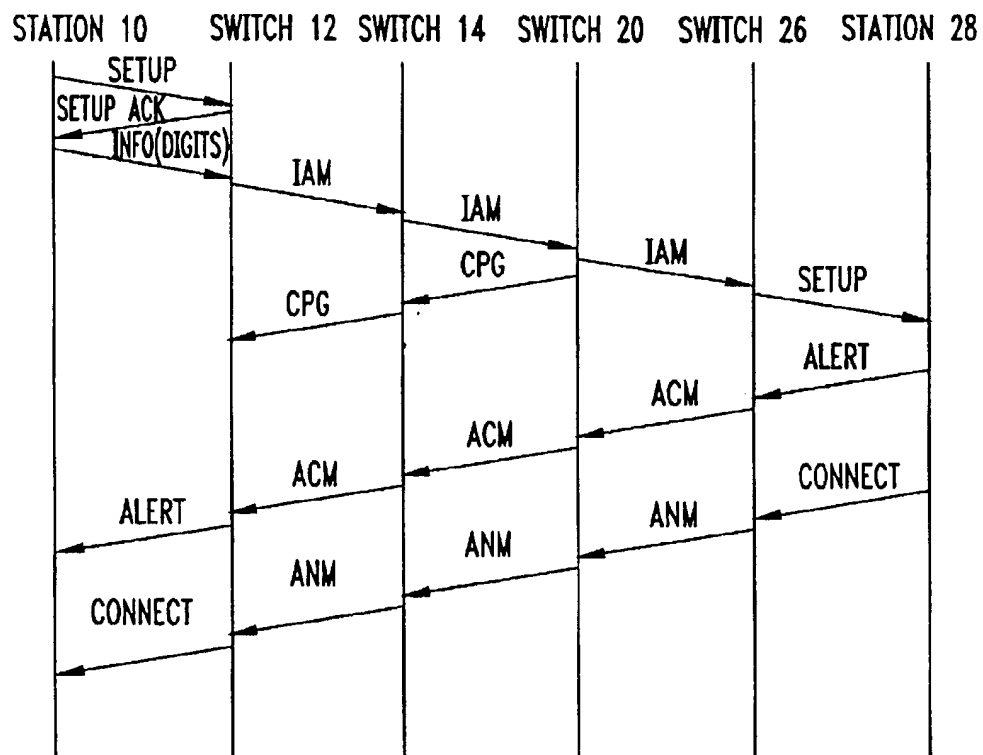 STATION 10 SWITCH 12 SWITCH 14 SWITCH 20 SWITCH 26 STATION 28
SETUP
SETUP ACK
INFO(DIGITS)
IAM
IAM
IAM
CPG
SETUP
CPG
ALERT
ACM
ACM
ACM
CONNECT
ALERT
ANM
ANM
ANM
CONNECT